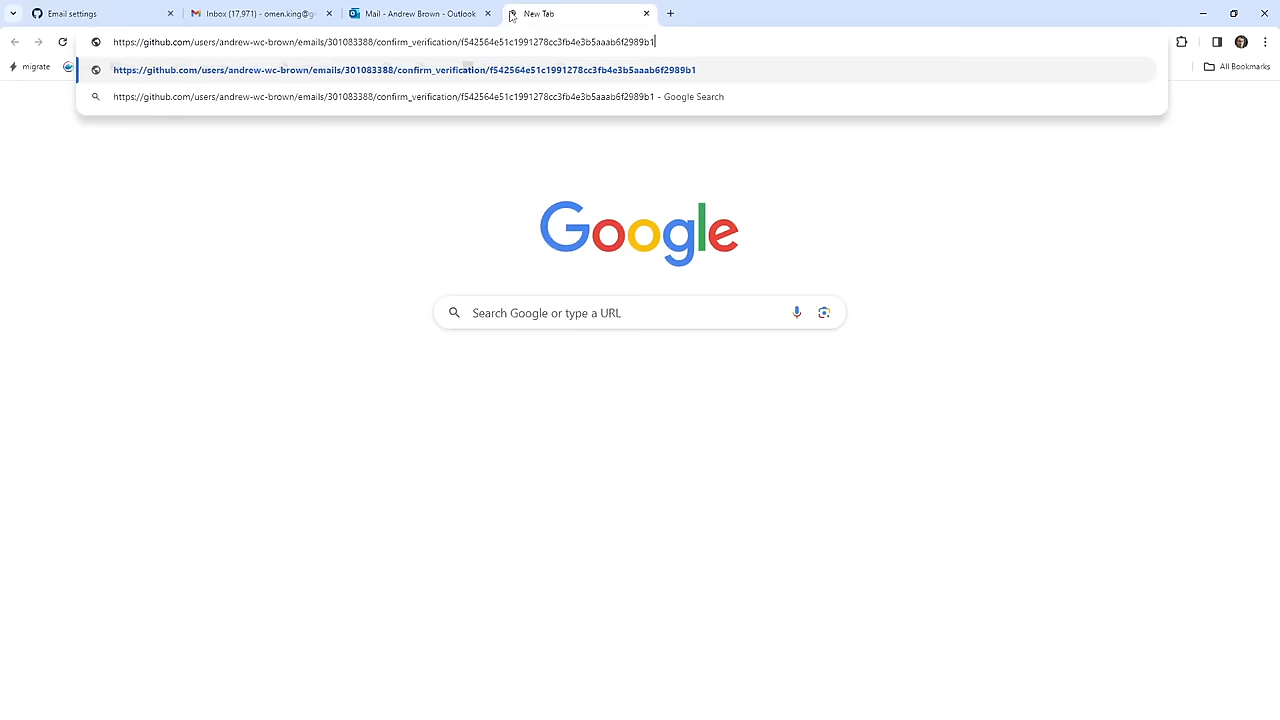 Email settings
Inbox (17,971) - omen.king@g
Mail - Andrew Brown - Outlook
New Tab
https://github.com/users/andrew-wc-brown/emails/301083388/confirm_verification/f542564e51c1991278cc3fb4e3b5aaab6f2989b1
migrate
All Bookmarks
https://github.com/users/andrew-wc-brown/emails/301083388/confirm_verification/f542564e51c1991278cc3fb4e3b5aaab6f2989b1
https://github.com/users/andrew-wc-brown/emails/301083388/confirm_verification/f542564e51c1991278cc3fb4e3b5aaab6f2989b1 - Google Search
Google
Search Google or type a URL